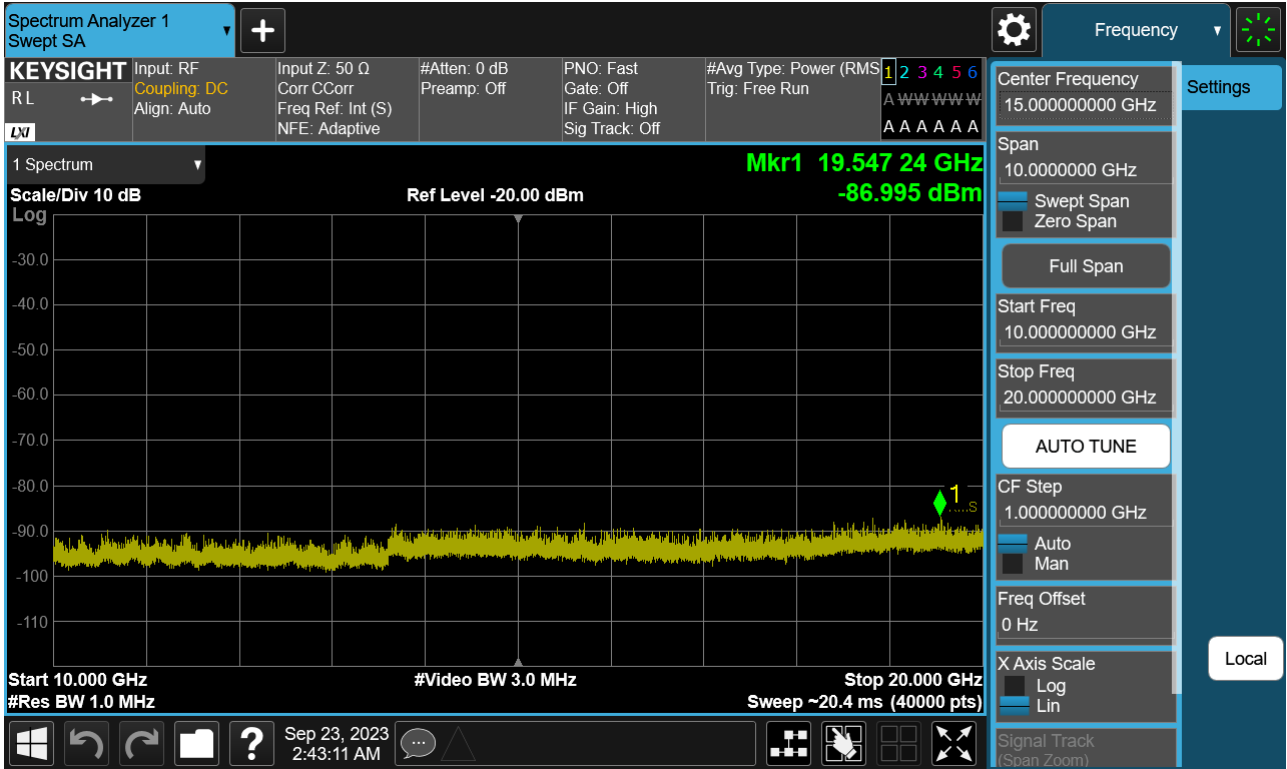 Spectrum Analyzer 1
Swept SA
Frequency
KEYSIGHT
R L
LXI
Input: RF
Coupling: DC
Align: Auto
Input Z: 50 Ω
Corr CCorr
Freq Ref: Int (S)
NFE: Adaptive
#Atten: 0 dB
Preamp: Off
PNO: Fast
Gate: Off
IF Gain: High
Sig Track: Off
#Avg Type: Power (RMS
Trig: Free Run
1 2 3 4 5 6
A W W W W W
A A A A A A
1 Spectrum
Mkr1 19.547 24 GHz
Scale/Div 10 dB
Ref Level -20.00 dBm
-86.995 dBm
Log
-30.0
-40.0
-50.0
-60.0
-70.0
-80.0
-90.0
-100
-110
1
S
Start 10.000 GHz
#Video BW 3.0 MHz
Stop 20.000 GHz
#Res BW 1.0 MHz
Sweep ~20.4 ms (40000 pts)
Sep 23, 2023
2:43:11 AM
Center Frequency
15.000000000 GHz
Settings
Span
10.0000000 GHz
Swept Span
Zero Span
Full Span
Start Freq
10.000000000 GHz
Stop Freq
20.000000000 GHz
AUTO TUNE
CF Step
1.000000000 GHz
Auto
Man
Freq Offset
0 Hz
X Axis Scale
Log
Lin
Local
Signal Track
(Span Zoom)